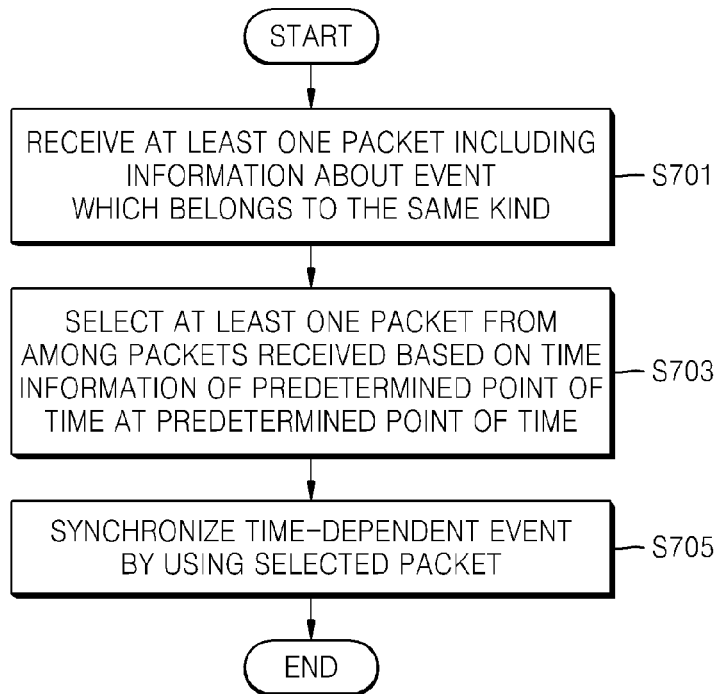 START
RECEIVE AT LEAST ONE PACKET INCLUDING
INFORMATION ABOUT EVENT
WHICH BELONGS TO THE SAME KIND
S701
SELECT AT LEAST ONE PACKET FROM
AMONG PACKETS RECEIVED BASED ON TIME
INFORMATION OF PREDETERMINED POINT OF
TIME AT PREDETERMINED POINT OF TIME
S703
SYNCHRONIZE TIME-DEPENDENT EVENT
BY USING SELECTED PACKET
S705
END